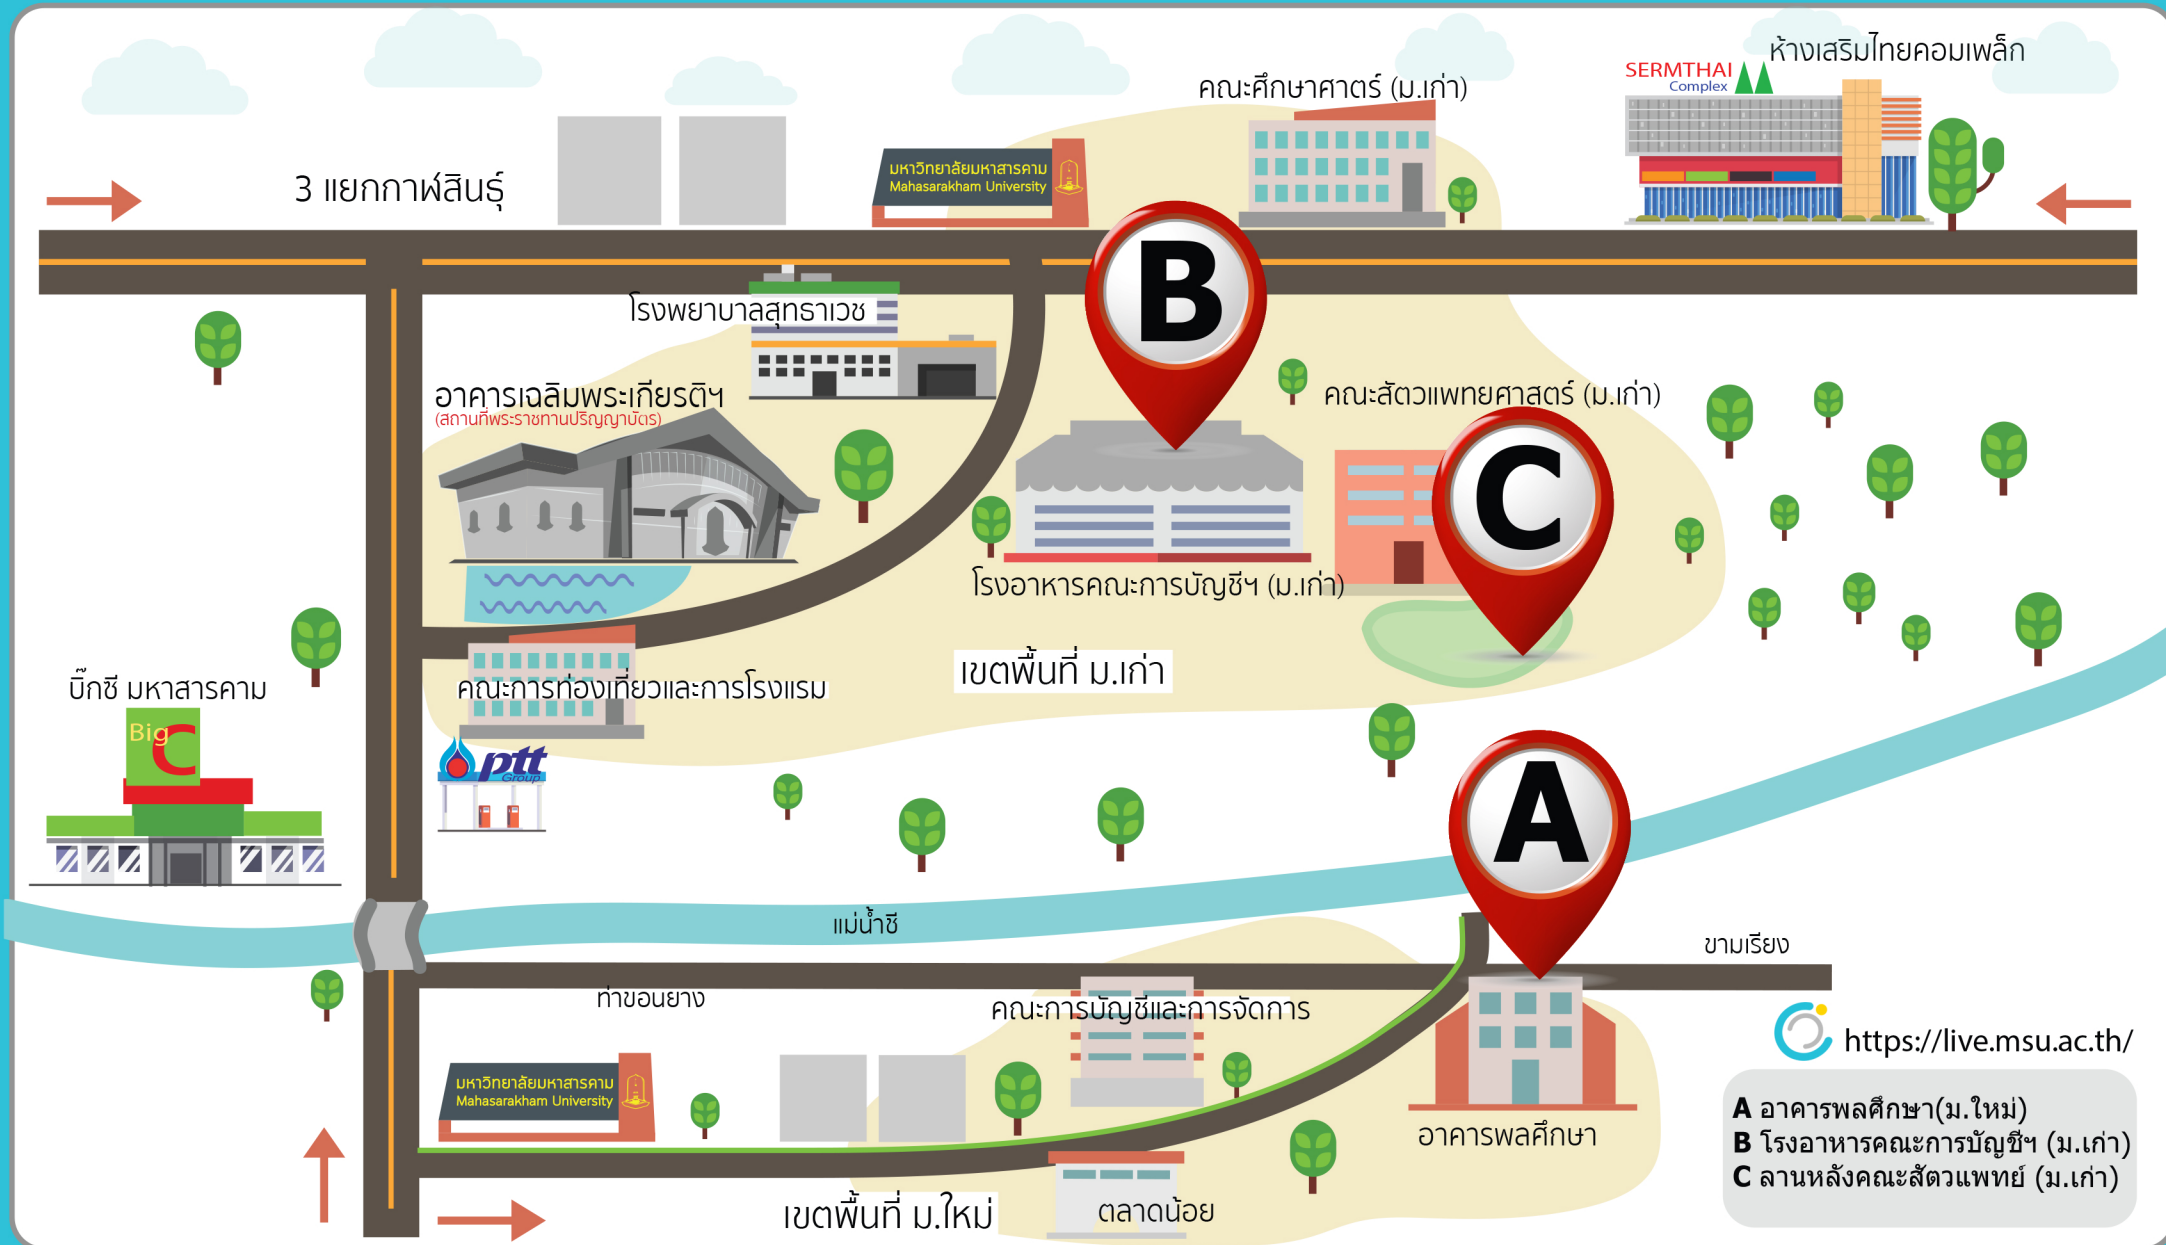 ห้างเสริมไทยคอมเพล็ก
SERMTHAI
Complex
คณะศึกษาศาตร์ (ม.เก่า)
มหาวิทยาลัยมหาสารคาม
Mahasarakham University
3 แยกกาฬสินธุ์
B
โรงพยาบาลสุทธาเวช
อาคารเฉลิมพระเกียรติฯ
(สถานที่พระราชทานปริญญาบัตร)
คณะสัตวแพทยศาสตร์ (ม.เก่า)
C
โรงอาหารคณะการบัญชีฯ (ม.เก่า)
เขตพื้นที่ ม.เก่า
บิ๊กซี มหาสารคาม
Big
C
คณะการท่องเที่ยวและการโรงแรม
ptt
Group
A
แม่น้ำชี
ขามเรียง
ท่าขอนยาง
คณะการบัญชีและการจัดการ
https://live.msu.ac.th/
มหาวิทยาลัยมหาสารคาม
Mahasarakham University
อาคารพลศึกษา
A อาคารพลศึกษา(ม.ใหม่)
B โรงอาหารคณะการบัญชีฯ (ม.เก่า)
C ลานหลังคณะสัตวแพทย์ (ม.เก่า)
เขตพื้นที่ ม.ใหม่
ตลาดน้อย